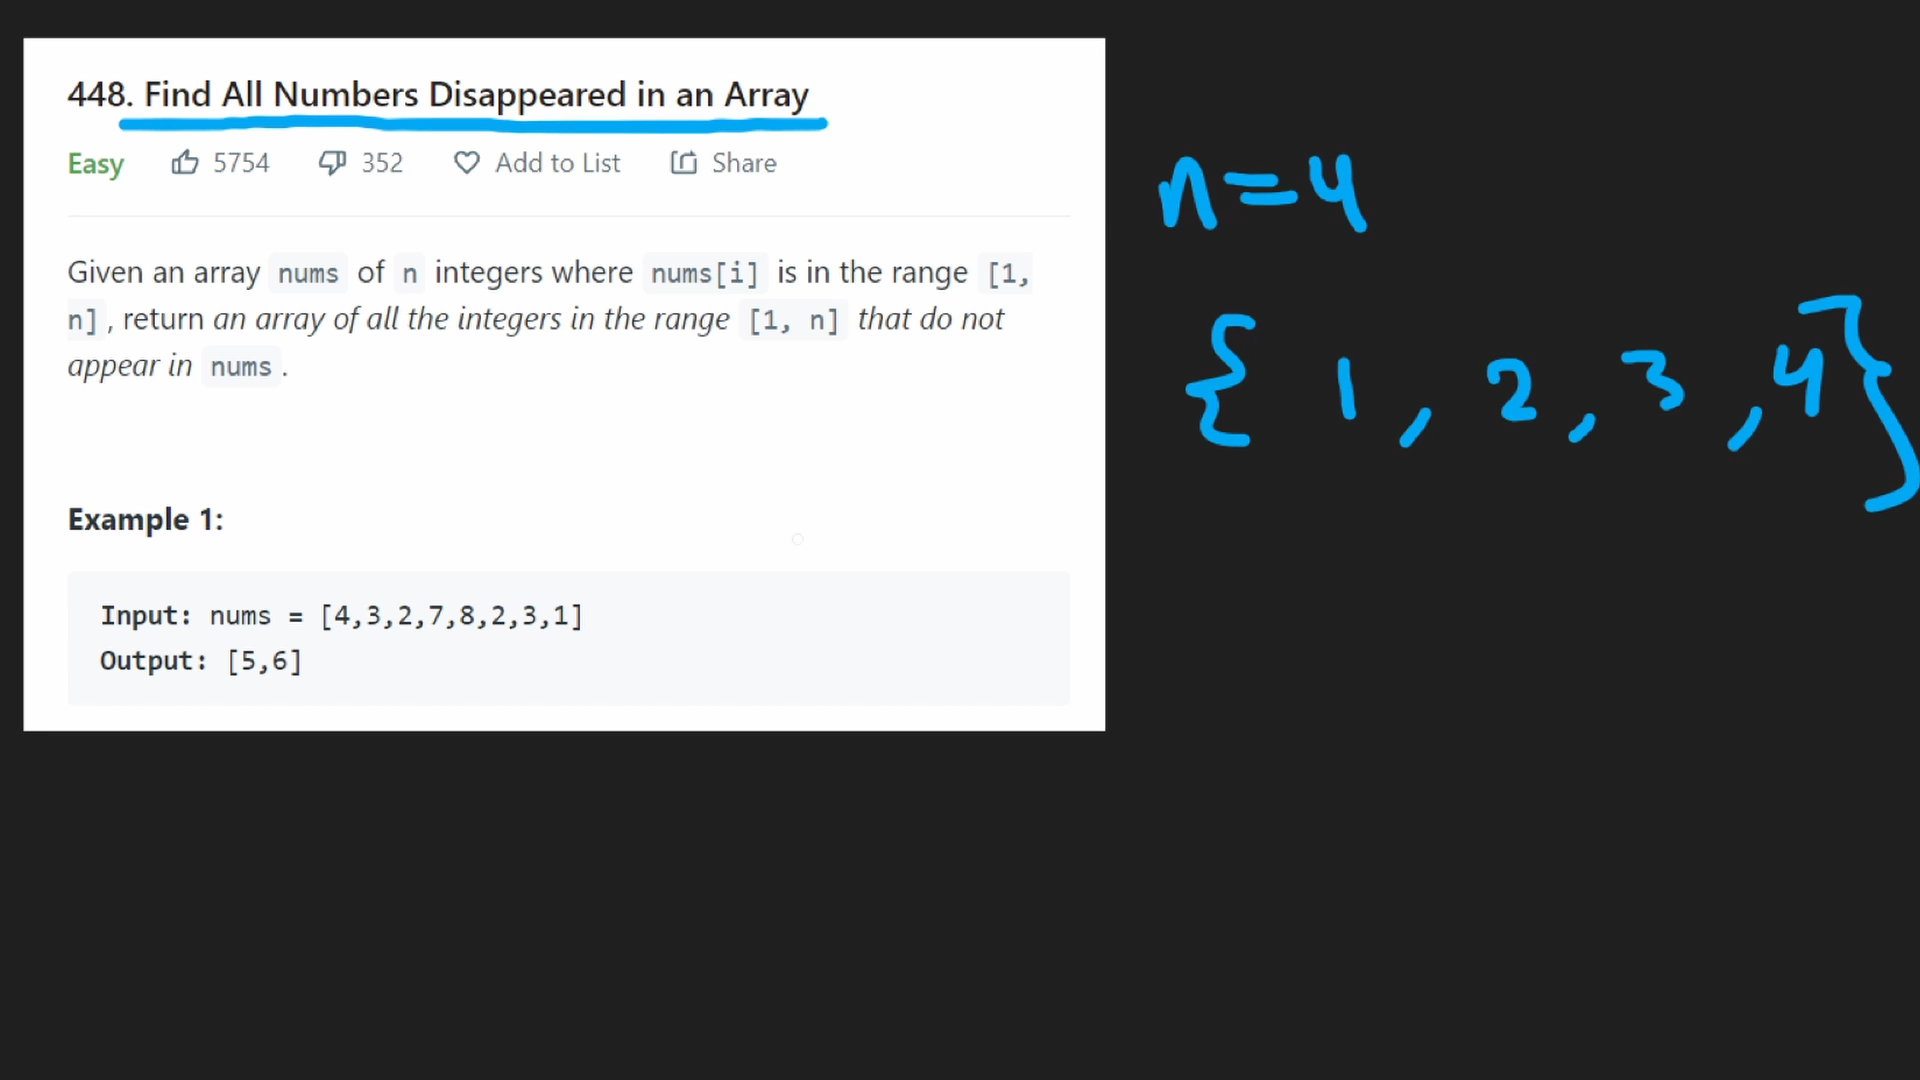 448. Find All Numbers Disappeared in an Array
Easy 5754 352 Add to List Share
Given an array nums of n integers where nums[i] is in the range [1,
n] , return an array of all the integers in the range [1, n] that do not
appear in nums .
Example 1:
Input: nums = [4,3,2,7,8,2,3,1]
Output: [5,6]
n=4
{ 1, 2, 3, 4}